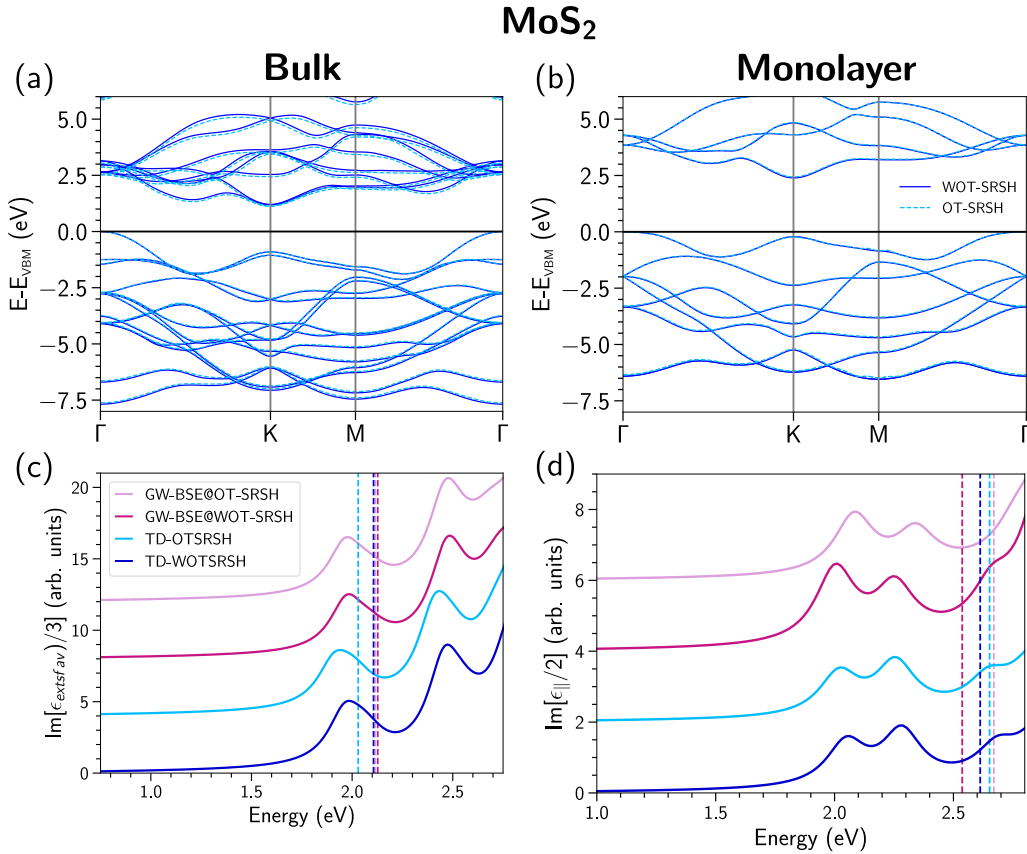 MoS₂
Bulk
Monolayer
(a)
(b)
E-E_VBM (eV)
5.0
2.5
0.0
−2.5
−5.0
−7.5
Γ K M Γ
E-E_VBM (eV)
5.0
2.5
0.0
−2.5
−5.0
−7.5
Γ K M Γ
WOT-SRSH
OT-SRSH
(c)
(d)
Im[ϵ_extsf av)/3] (arb. units)
20
15
10
5
0
GW-BSE@OT-SRSH
GW-BSE@WOT-SRSH
TD-OTSRSH
TD-WOTSRSH
1.0 1.5 2.0 2.5
Energy (eV)
Im[ϵ_||/2] (arb. units)
8
6
4
2
0
1.0 1.5 2.0 2.5
Energy (eV)